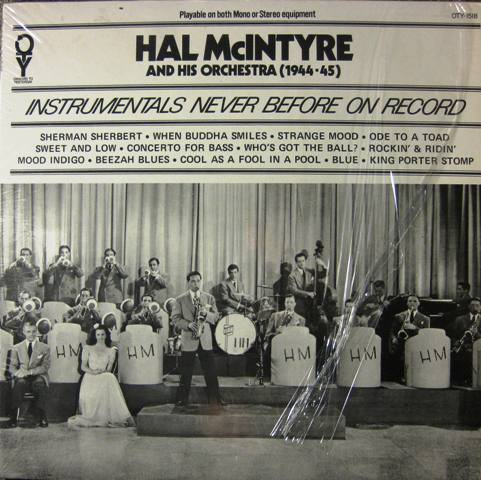 Playable on both Mono or Stereo equipment
OTY-1518
HAL McINTYRE
AND HIS ORCHESTRA (1944-45)
INSTRUMENTALS NEVER BEFORE ON RECORD
SHERMAN SHERBERT • WHEN BUDDHA SMILES • STRANGE MOOD • ODE TO A TOAD
SWEET AND LOW • CONCERTO FOR BASS • WHO'S GOT THE BALL? • ROCKIN' & RIDIN'
MOOD INDIGO • BEEZAH BLUES • COOL AS A FOOL IN A POOL • BLUE • KING PORTER STOMP
HM
HM
HM
HM
HM